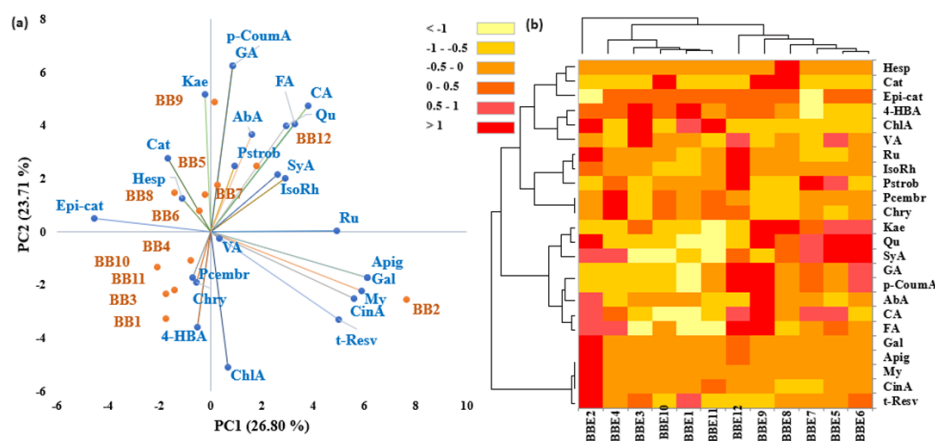 (a)
8
6
4
2
0
-2
-4
-6
PC2 (23.71 %)
-6
-4
-2
0
2
4
6
8
10
PC1 (26.80 %)
p-CoumA
GA
Kae
BB9
FA
CA
Qu
AbA
BB12
Cat
BB5
Pstrob
SyA
Hesp
BB8
BB7
IsoRh
BB6
Epi-cat
Ru
VA
BB4
BB10
BB11
Pcembr
Chry
BB3
BB1
4-HBA
ChlA
Apig
Gal
My
CinA
BB2
t-Resv
(b)
< -1
-1 - -0.5
-0.5 - 0
0 - 0.5
0.5 - 1
> 1
Hesp
Cat
Epi-cat
4-HBA
ChlA
VA
Ru
IsoRh
Pstrob
Pcembr
Chry
Kae
Qu
SyA
GA
p-CoumA
AbA
CA
FA
Gal
Apig
My
CinA
t-Resv
BBE2
BBE4
BBE3
BBE10
BBE1
BBE11
BBE12
BBE9
BBE8
BBE7
BBE5
BBE6